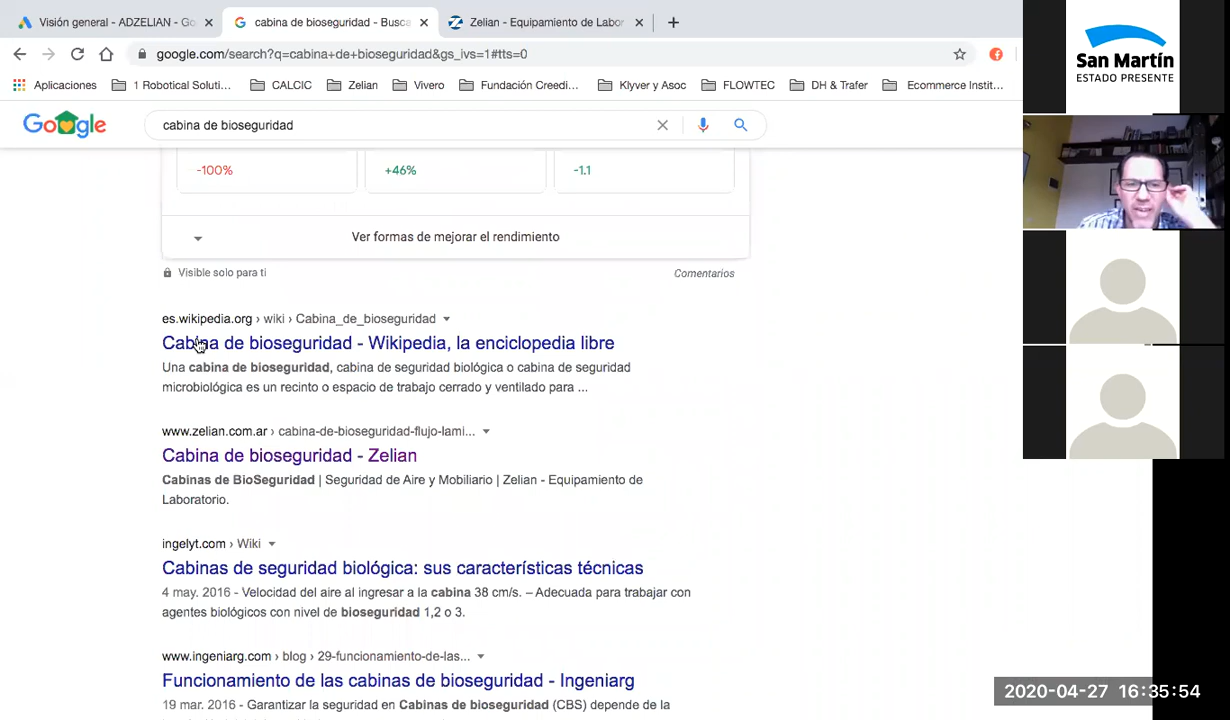 Visión general - ADZELIAN - Go
cabina de bioseguridad - Busca
Zelian - Equipamiento de Labor
google.com/search?q=cabina+de+bioseguridad&gs_ivs=1#tts=0
Aplicaciones
1 Robotical Soluti...
CALCIC
Zelian
Vivero
Fundación Creedi...
Klyver y Asoc
FLOWTEC
DH & Trafer
Ecommerce Instit...
San Martín
ESTADO PRESENTE
Google
cabina de bioseguridad
-100%
+46%
-1.1
Ver formas de mejorar el rendimiento
Visible solo para ti
Comentarios
es.wikipedia.org › wiki › Cabina_de_bioseguridad
Cabina de bioseguridad - Wikipedia, la enciclopedia libre
Una cabina de bioseguridad, cabina de seguridad biológica o cabina de seguridad
microbiológica es un recinto o espacio de trabajo cerrado y ventilado para ...
www.zelian.com.ar › cabina-de-bioseguridad-flujo-lami...
Cabina de bioseguridad - Zelian
Cabinas de BioSeguridad | Seguridad de Aire y Mobiliario | Zelian - Equipamiento de
Laboratorio.
ingelyt.com › Wiki
Cabinas de seguridad biológica: sus características técnicas
4 may. 2016 - Velocidad del aire al ingresar a la cabina 38 cm/s. – Adecuada para trabajar con
agentes biológicos con nivel de bioseguridad 1,2 o 3.
www.ingeniarg.com › blog › 29-funcionamiento-de-las...
Funcionamiento de las cabinas de bioseguridad - Ingeniarg
19 mar. 2016 - Garantizar la seguridad en Cabinas de bioseguridad (CBS) depende de la
2020-04-27 16:35:54